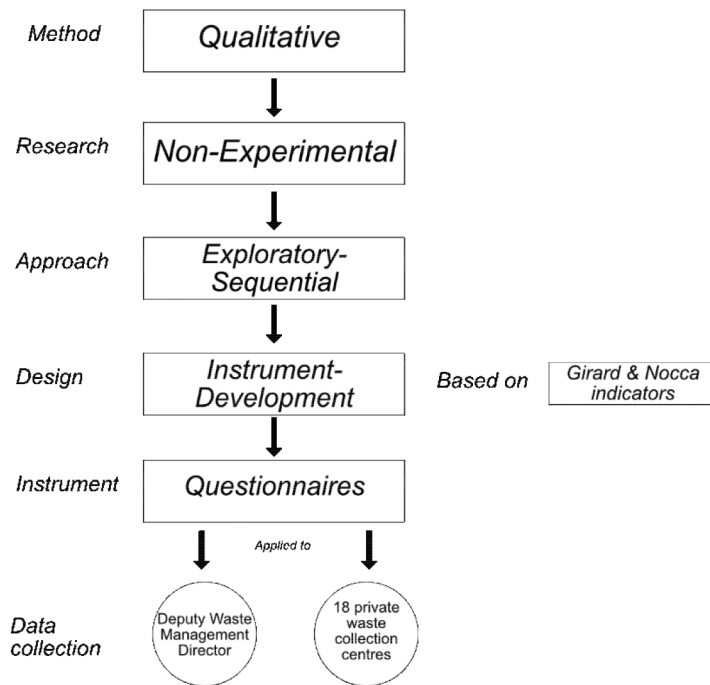 Method
Qualitative
Research
Non-Experimental
Approach
Exploratory-
Sequential
Design
Instrument-
Development
Based on
Girard & Nocca
indicators
Instrument
Questionnaires
Applied to
Data
collection
Deputy Waste
Management
Director
18 private
waste
collection
centres